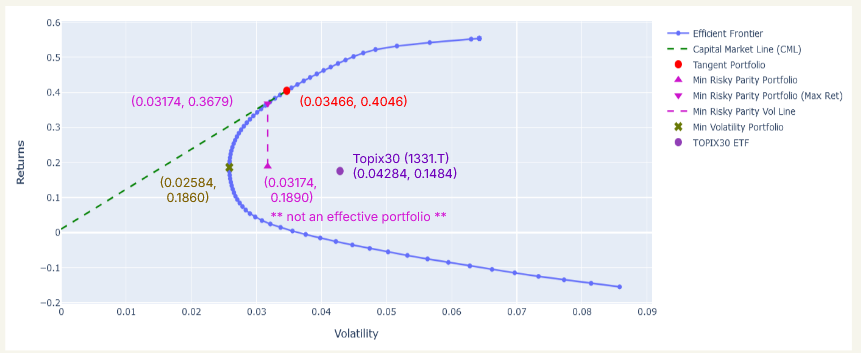 0.6
0.5
0.4
0.3
0.2
0.1
0
−0.1
−0.2
Returns
0
0.01
0.02
0.03
0.04
0.05
0.06
0.07
0.08
0.09
Volatility
(0.03174, 0.3679)
(0.03466, 0.4046)
Topix30 (1331.T)
(0.04284, 0.1484)
(0.02584,
0.1860)
(0.03174,
0.1890)
** not an effective portfolio **
Efficient Frontier
Capital Market Line (CML)
Tangent Portfolio
Min Risky Parity Portfolio
Min Risky Parity Portfolio (Max Ret)
Min Risky Parity Vol Line
Min Volatility Portfolio
TOPIX30 ETF